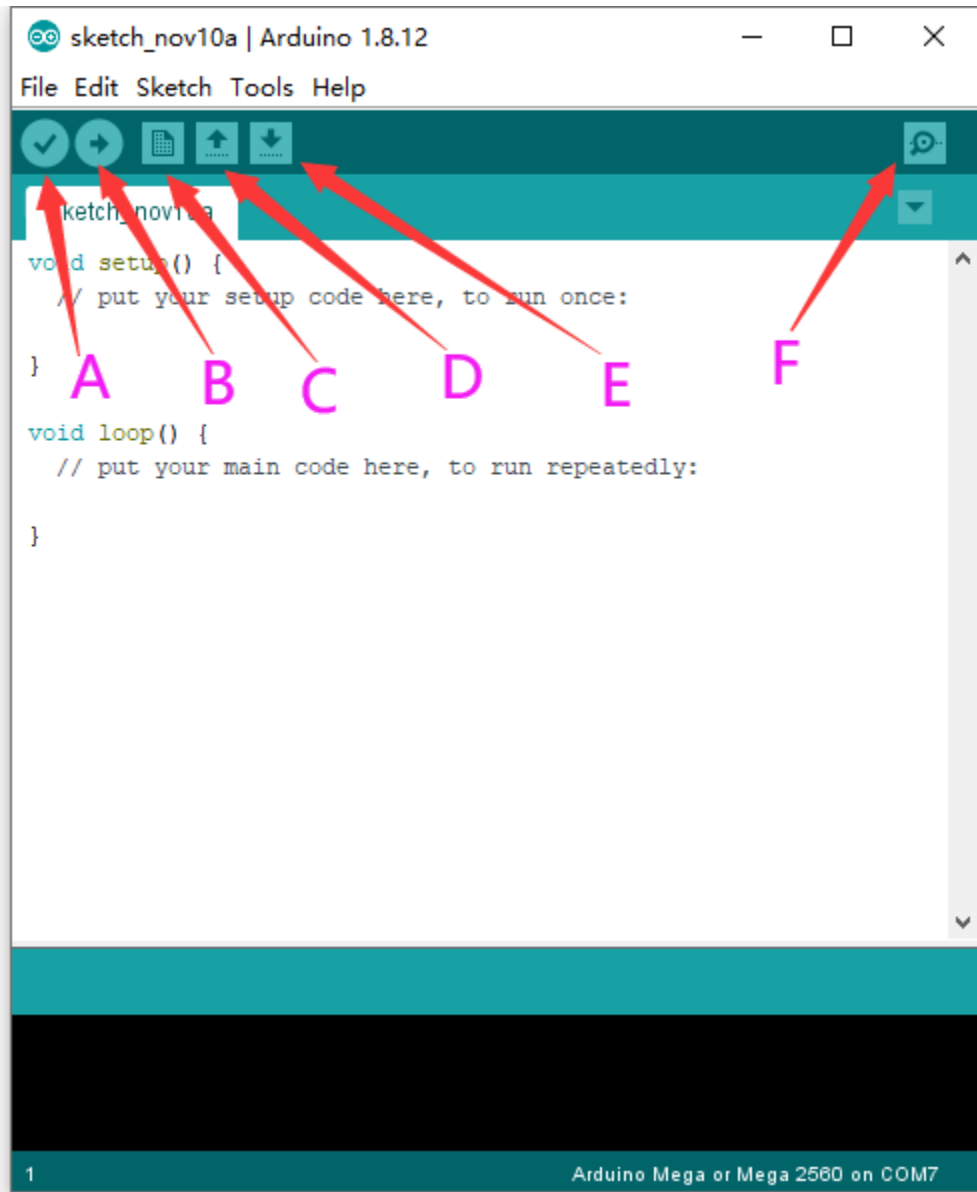 sketch_nov10a | Arduino 1.8.12
File Edit Sketch Tools Help
void setup() {
  // put your setup code here, to run once:
}
A B C D E F
void loop() {
  // put your main code here, to run repeatedly:
}
1 Arduino Mega or Mega 2560 on COM7